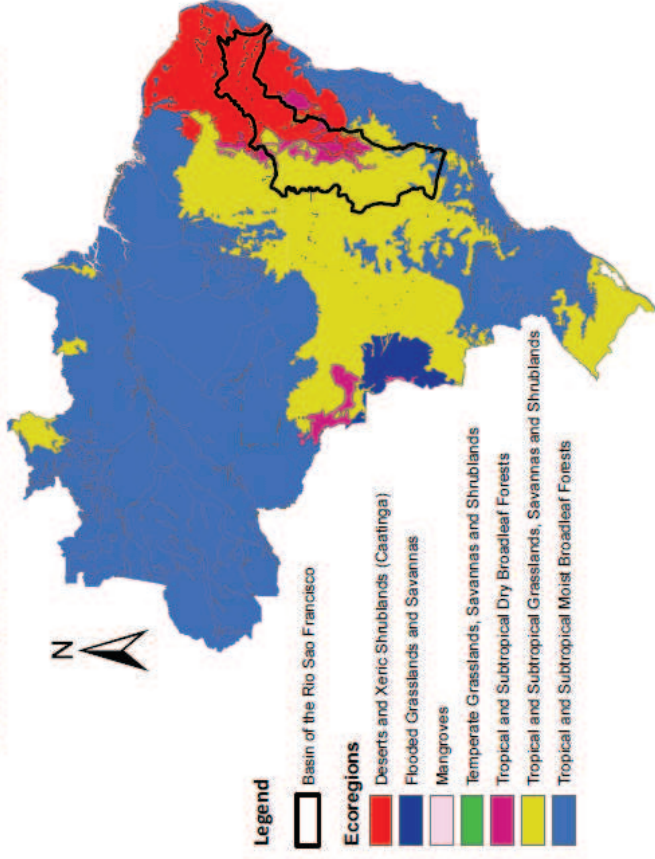 N
Legend
Basin of the Rio Sao Francisco
Ecoregions
Deserts and Xeric Shrublands (Caatinga)
Flooded Grasslands and Savannas
Mangroves
Temperate Grasslands, Savannas and Shrublands
Tropical and Subtropical Dry Broadleaf Forests
Tropical and Subtropical Grasslands, Savannas and Shrublands
Tropical and Subtropical Moist Broadleaf Forests